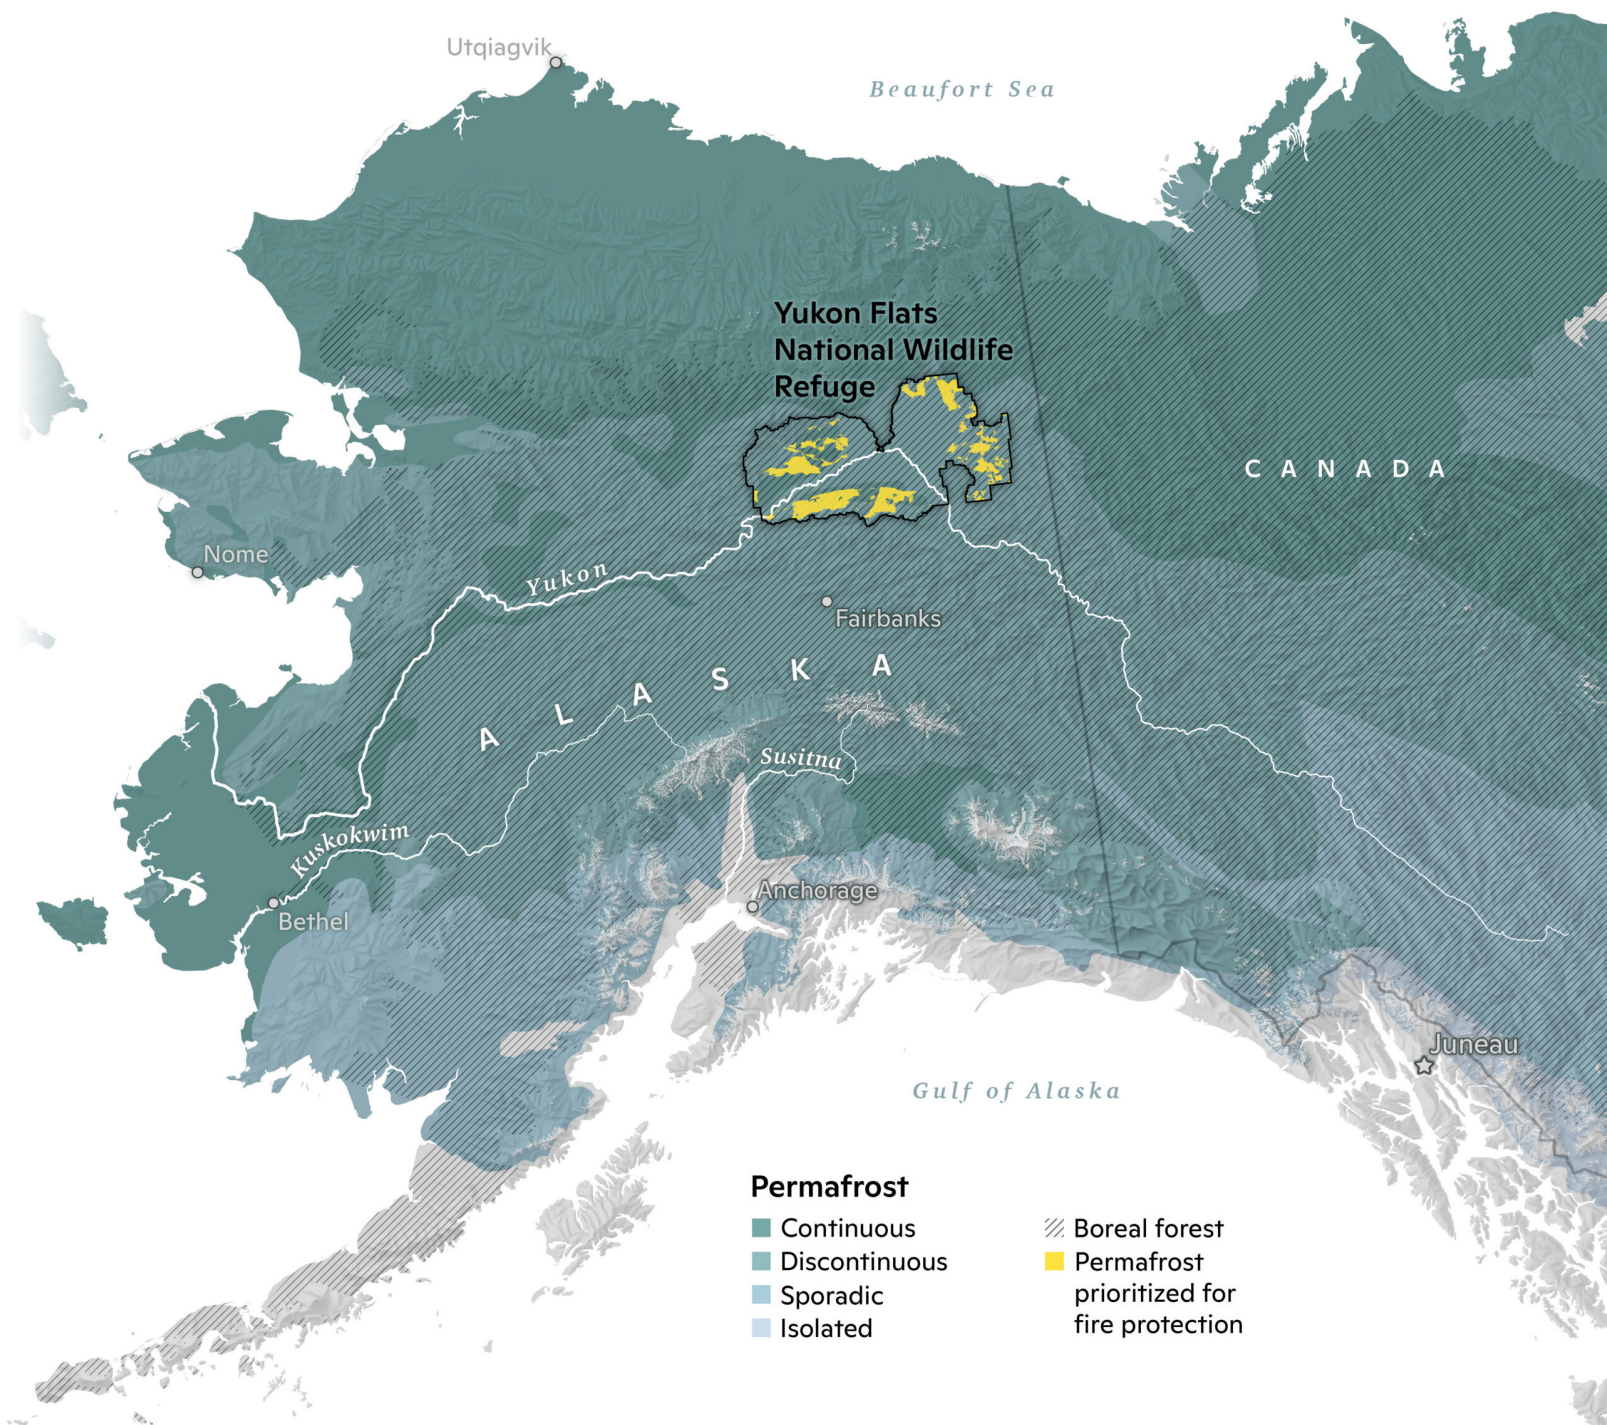 Utqiagvik
Beaufort Sea
Yukon Flats
National Wildlife
Refuge
CANADA
Nome
Yukon
Fairbanks
ALASKA
Susitna
Kuskokwim
Anchorage
Bethel
Juneau
Gulf of Alaska
Permafrost
Continuous
Discontinuous
Sporadic
Isolated
Boreal forest
Permafrost
prioritized for
fire protection